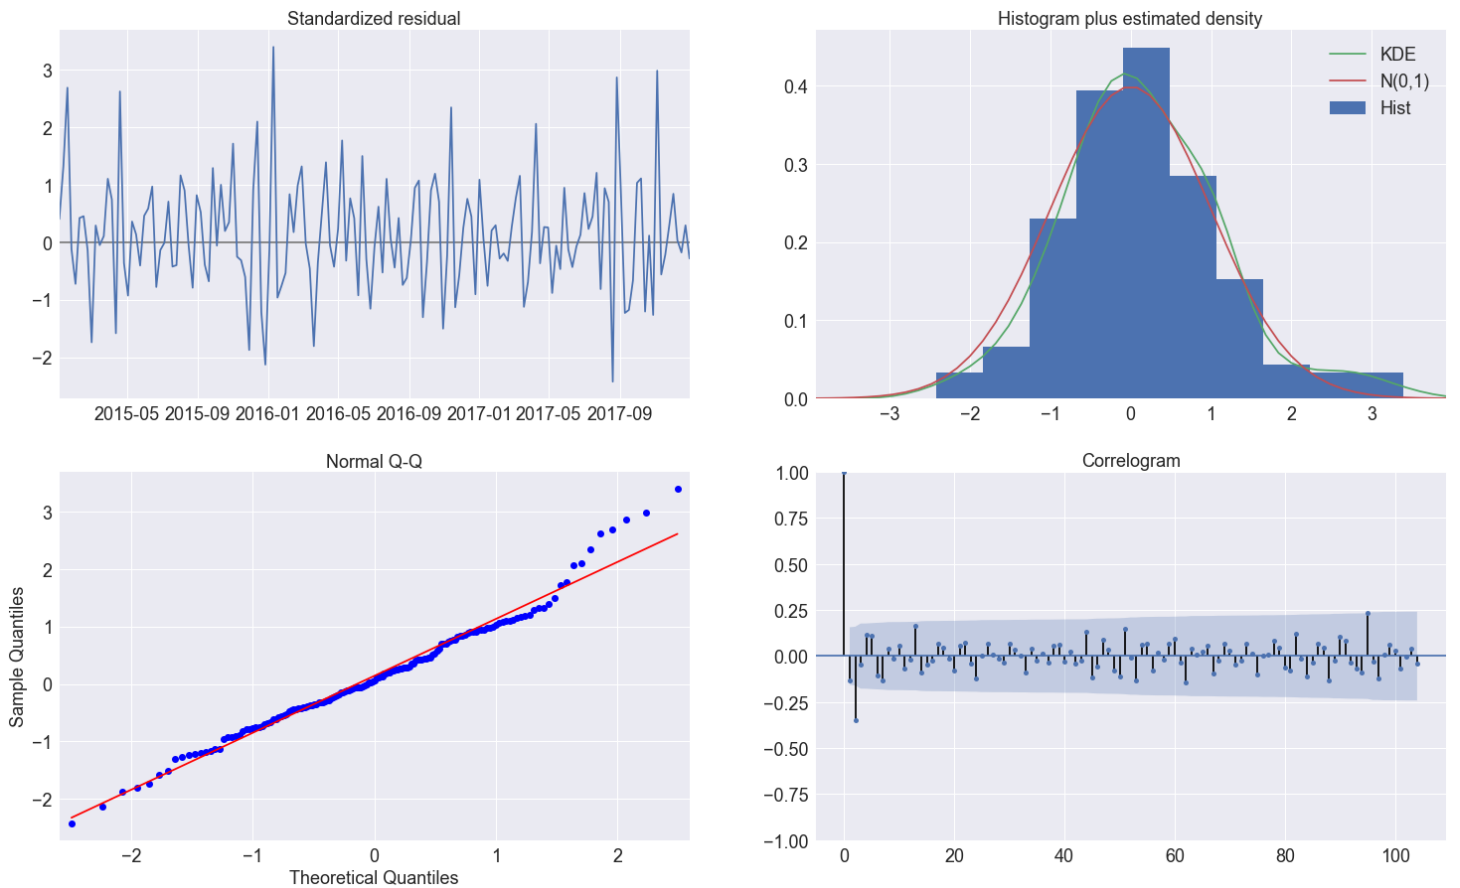 Standardized residual
3
2
1
0
−1
−2
2015-05 2015-09 2016-01 2016-05 2016-09 2017-01 2017-05 2017-09
Histogram plus estimated density
KDE
N(0,1)
Hist
0.4
0.3
0.2
0.1
0.0
−3 −2 −1 0 1 2 3
Normal Q-Q
Sample Quantiles
3
2
1
0
−1
−2
−2 −1 0 1 2
Theoretical Quantiles
Correlogram
1.00
0.75
0.50
0.25
0.00
−0.25
−0.50
−0.75
−1.00
0 20 40 60 80 100